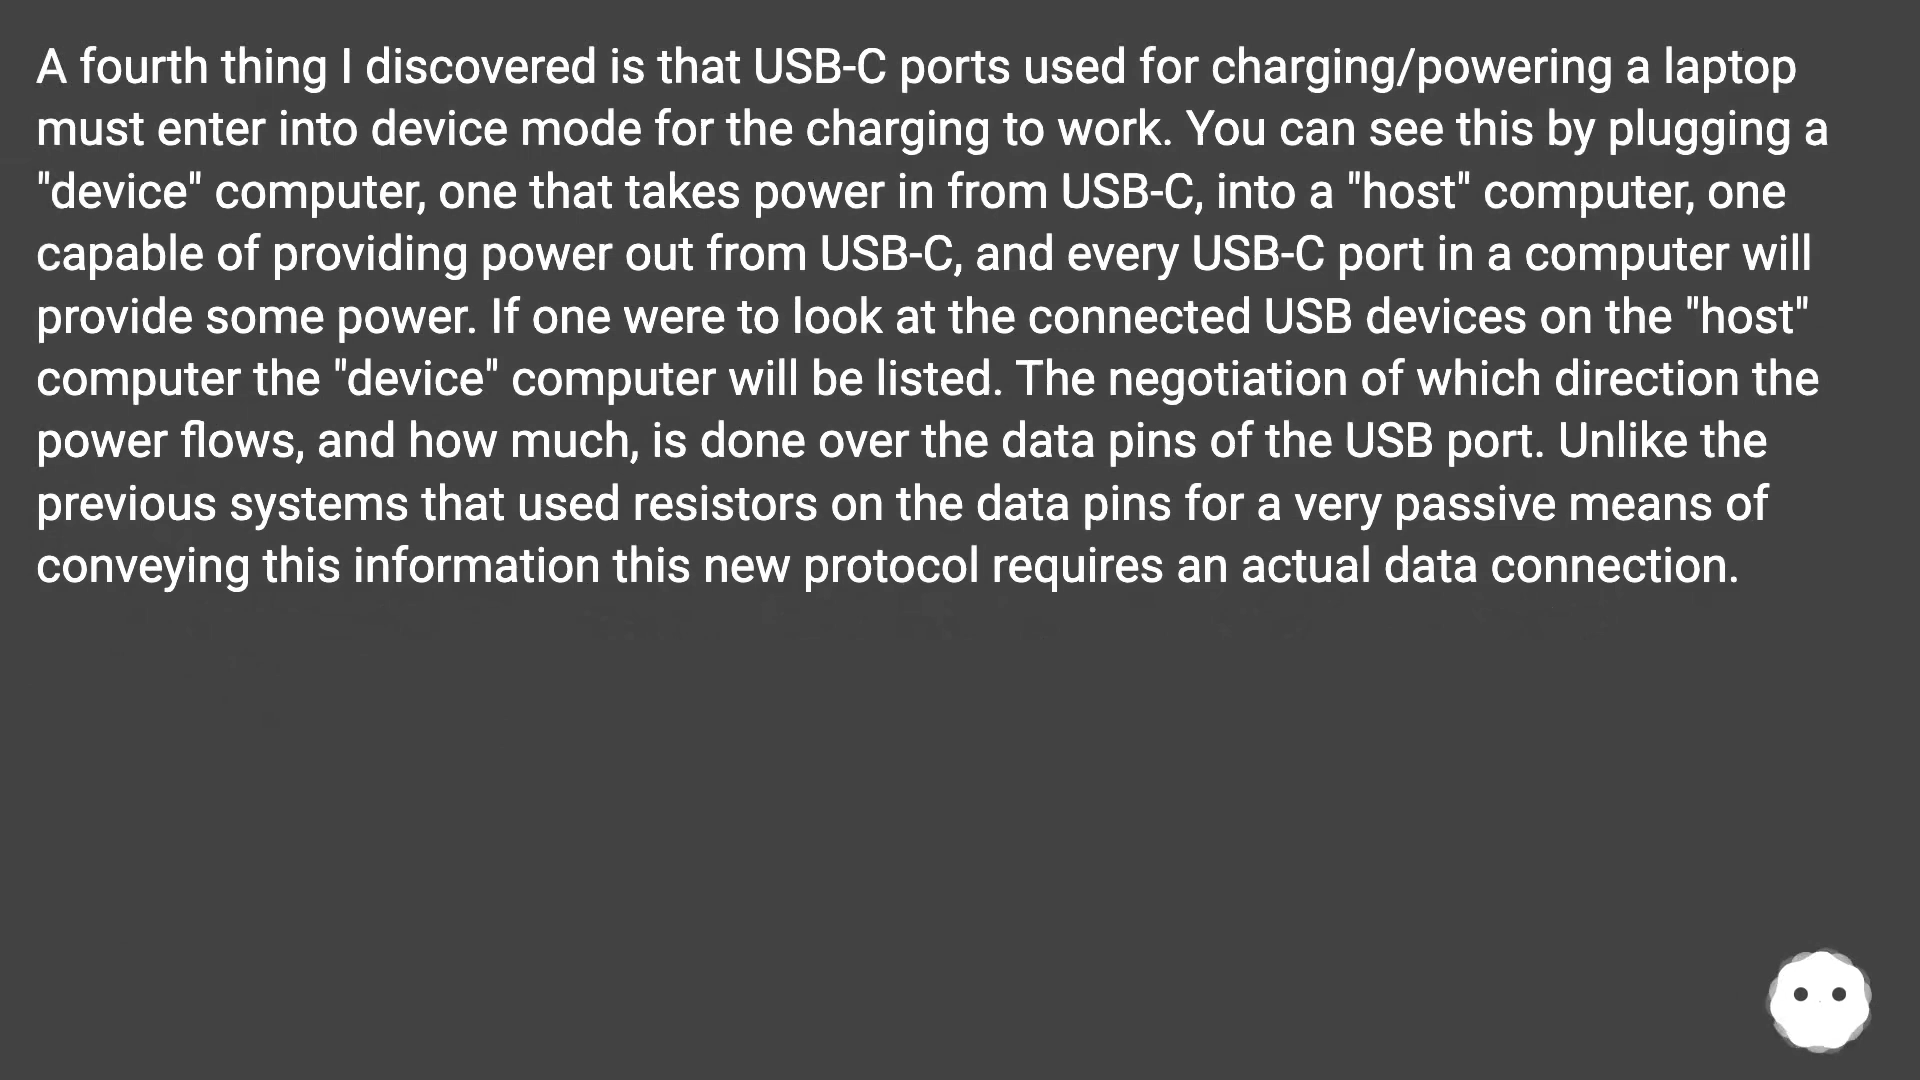 A fourth thing I discovered is that USB-C ports used for charging/powering a laptop
must enter into device mode for the charging to work. You can see this by plugging a
"device" computer, one that takes power in from USB-C, into a "host" computer, one
capable of providing power out from USB-C, and every USB-C port in a computer will
provide some power. If one were to look at the connected USB devices on the "host"
computer the "device" computer will be listed. The negotiation of which direction the
power flows, and how much, is done over the data pins of the USB port. Unlike the
previous systems that used resistors on the data pins for a very passive means of
conveying this information this new protocol requires an actual data connection.